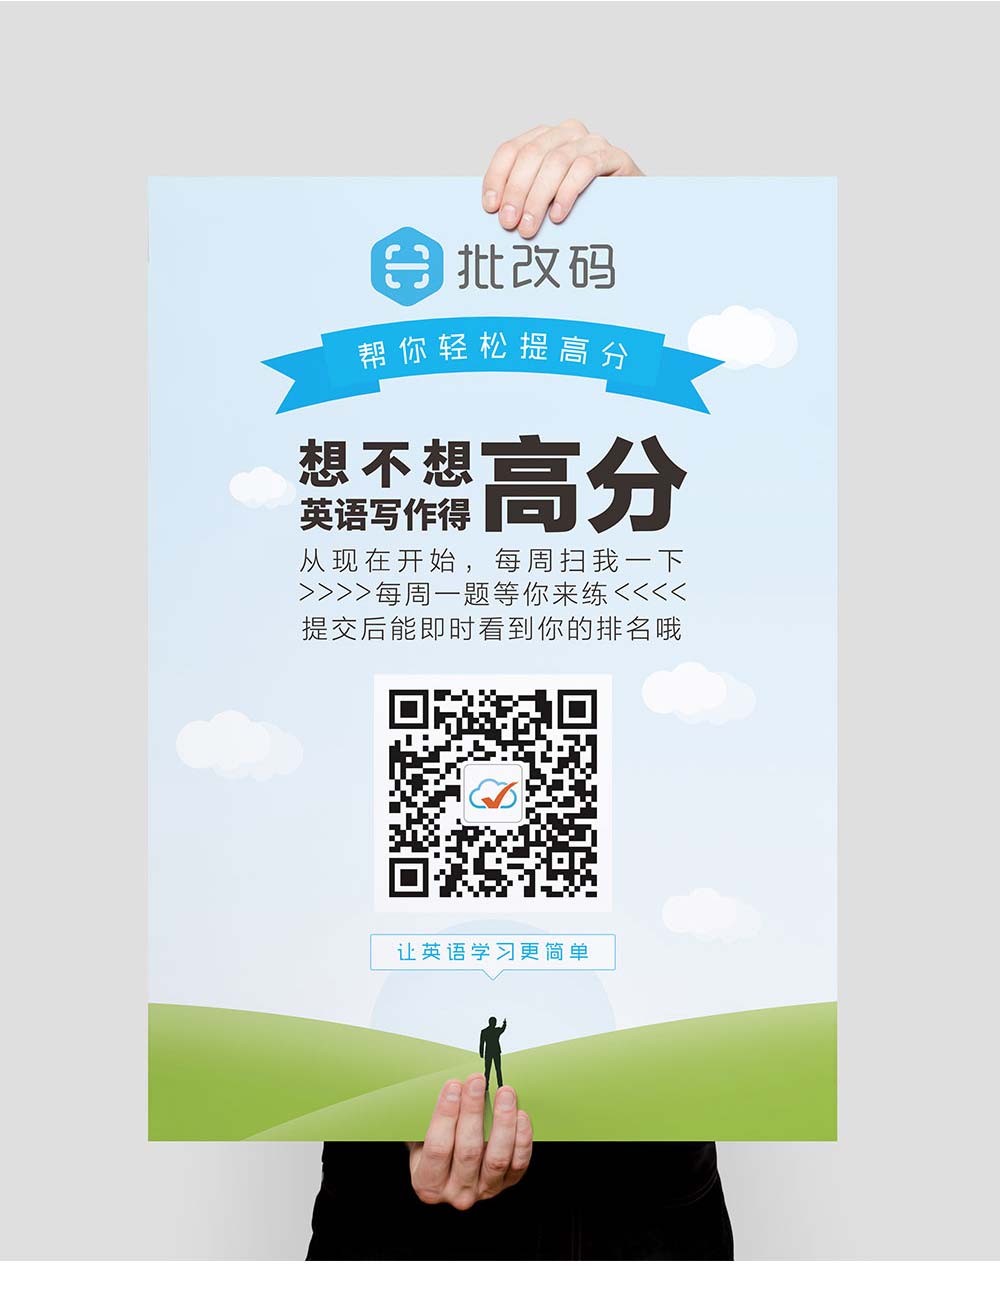 批改码
帮你轻松提高分
想不想
英语写作得
高分
从现在开始，每周扫我一下
>>>>每周一题等你来练<<<<
提交后能即时看到你的排名哦
让英语学习更简单